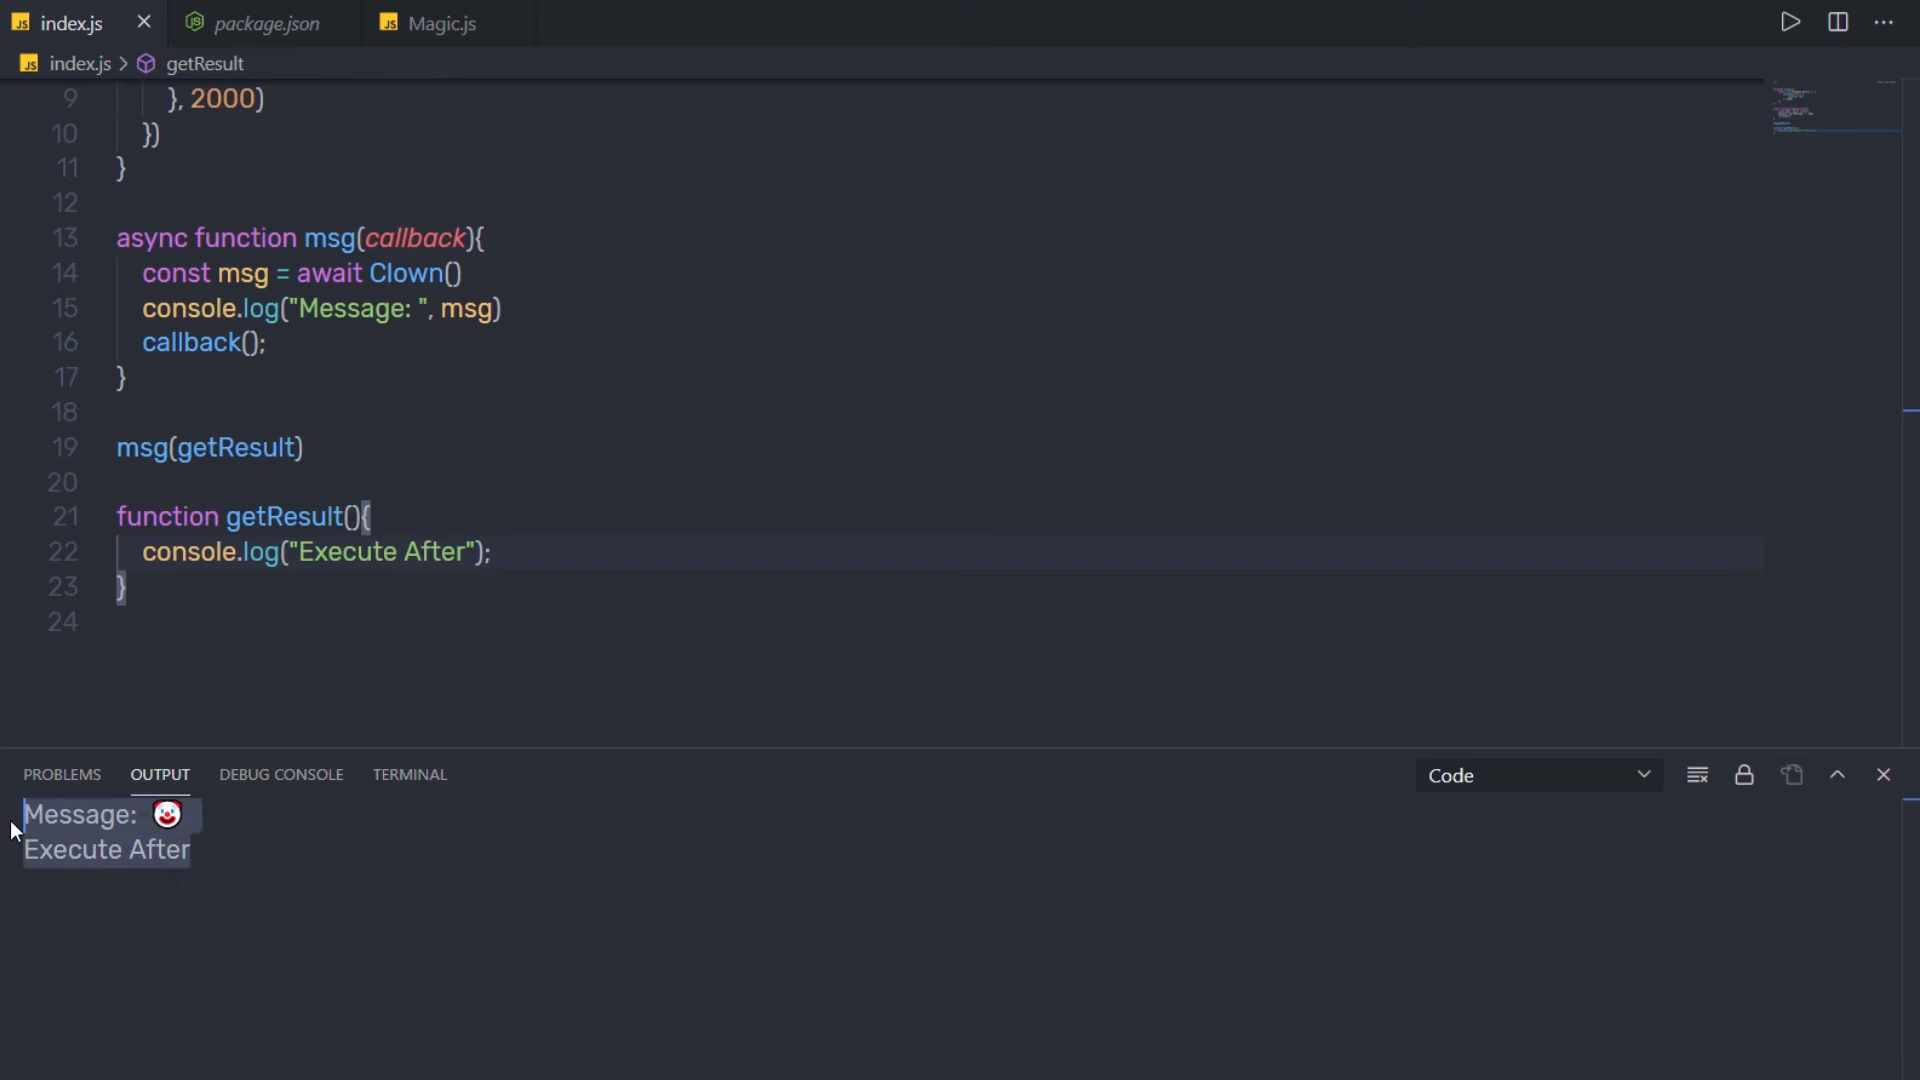 index.js
package.json
Magic.js
index.js > getResult
9 }, 2000)
10 })
11 }
12
13 async function msg(callback){
14 const msg = await Clown()
15 console.log("Message: ", msg)
16 callback();
17 }
18
19 msg(getResult)
20
21 function getResult(){
22 console.log("Execute After");
23 }
24
PROBLEMS OUTPUT DEBUG CONSOLE TERMINAL
Code
Message: 🤡
Execute After